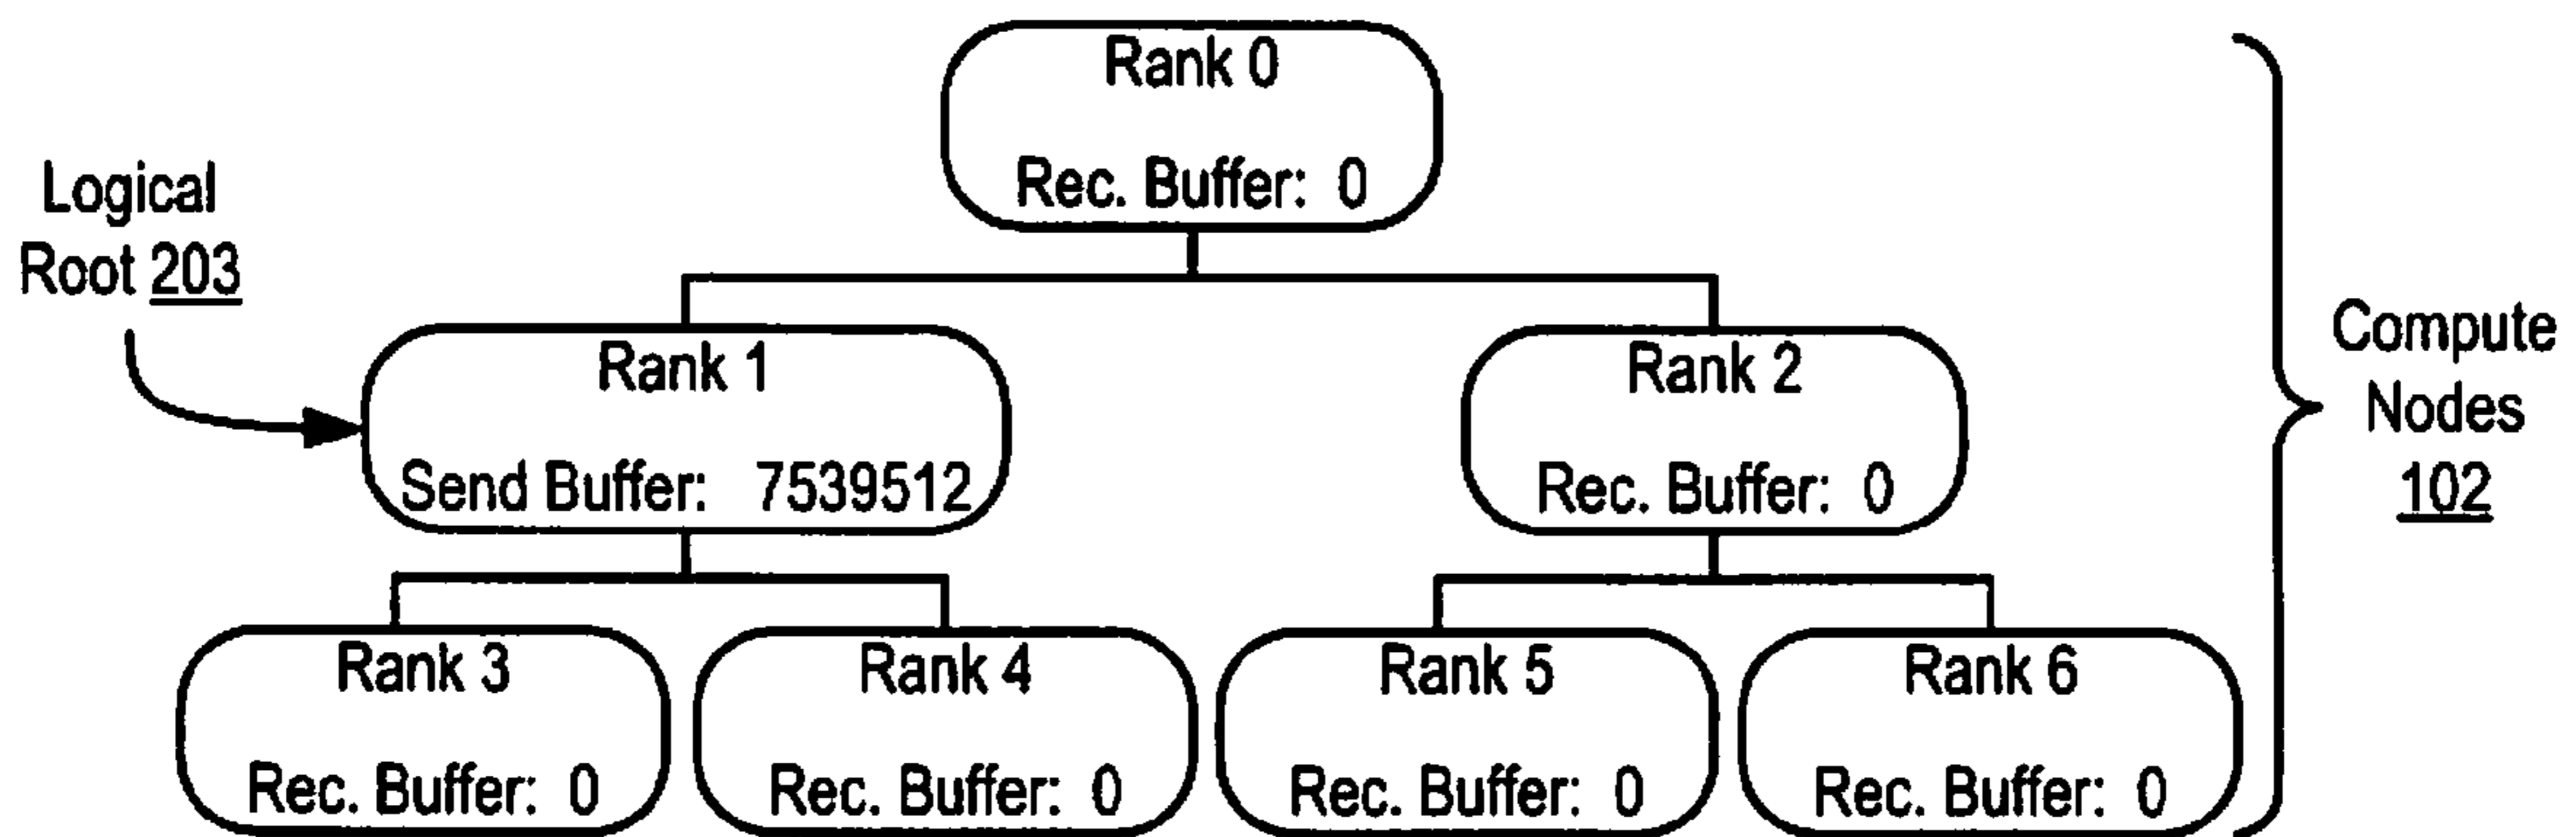 Rank 0
Rec. Buffer: 0
Logical
Root 203
Rank 1
Send Buffer: 7539512
Rank 2
Rec. Buffer: 0
Compute
Nodes
102
Rank 3
Rec. Buffer: 0
Rank 4
Rec. Buffer: 0
Rank 5
Rec. Buffer: 0
Rank 6
Rec. Buffer: 0